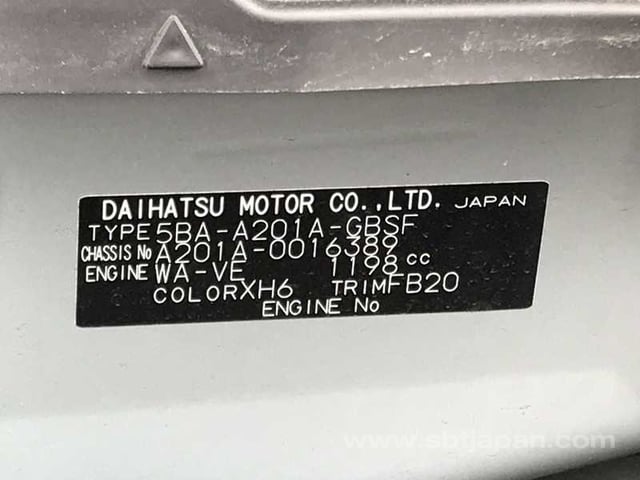 DAIHATSU MOTOR CO.,LTD. JAPAN
TYPE 5BA-A201A-GBSF
CHASSIS No A201A-0016389
ENGINE WA-VE 1198 cc
COLOR XH6 TRIM FB20
ENGINE No
www.sbtjapan.com